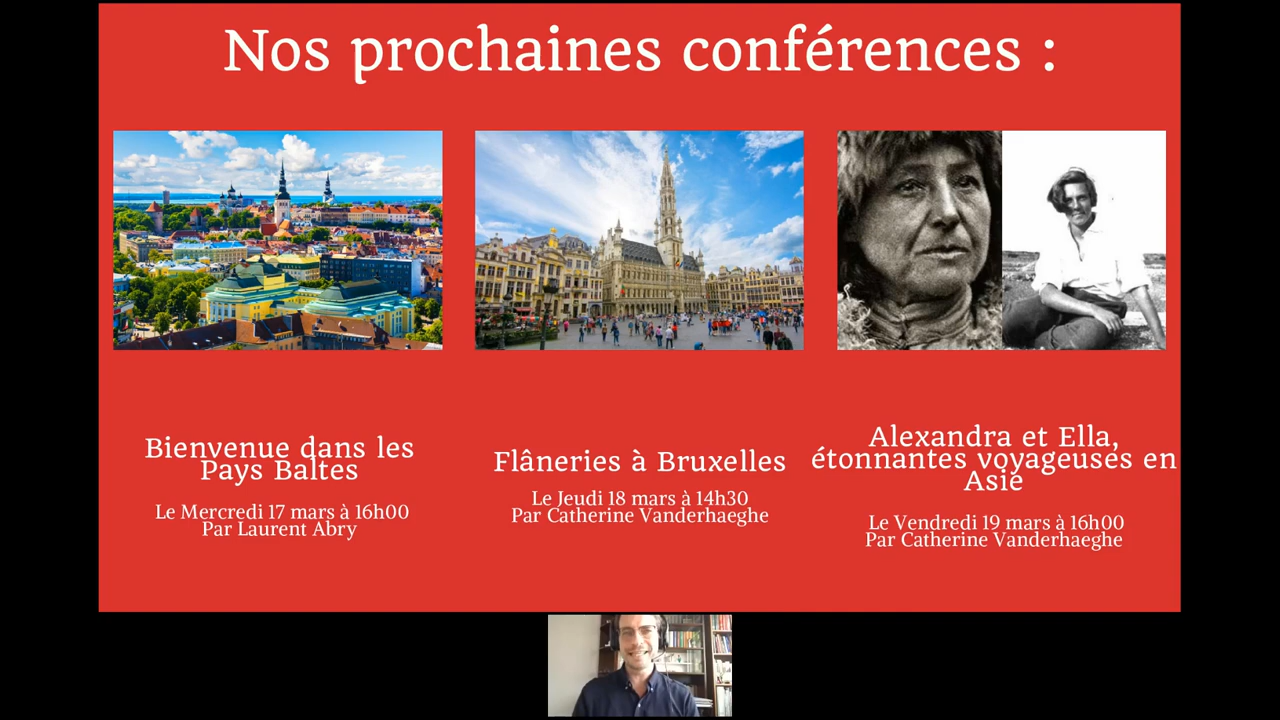 Nos prochaines conférences :
Bienvenue dans les
Pays Baltes
Le Mercredi 17 mars à 16h00
Par Laurent Abry
Flâneries à Bruxelles
Le Jeudi 18 mars à 14h30
Par Catherine Vanderhaeghe
Alexandra et Ella,
étonnantes voyageuses en
Asie
Le Vendredi 19 mars à 16h00
Par Catherine Vanderhaeghe